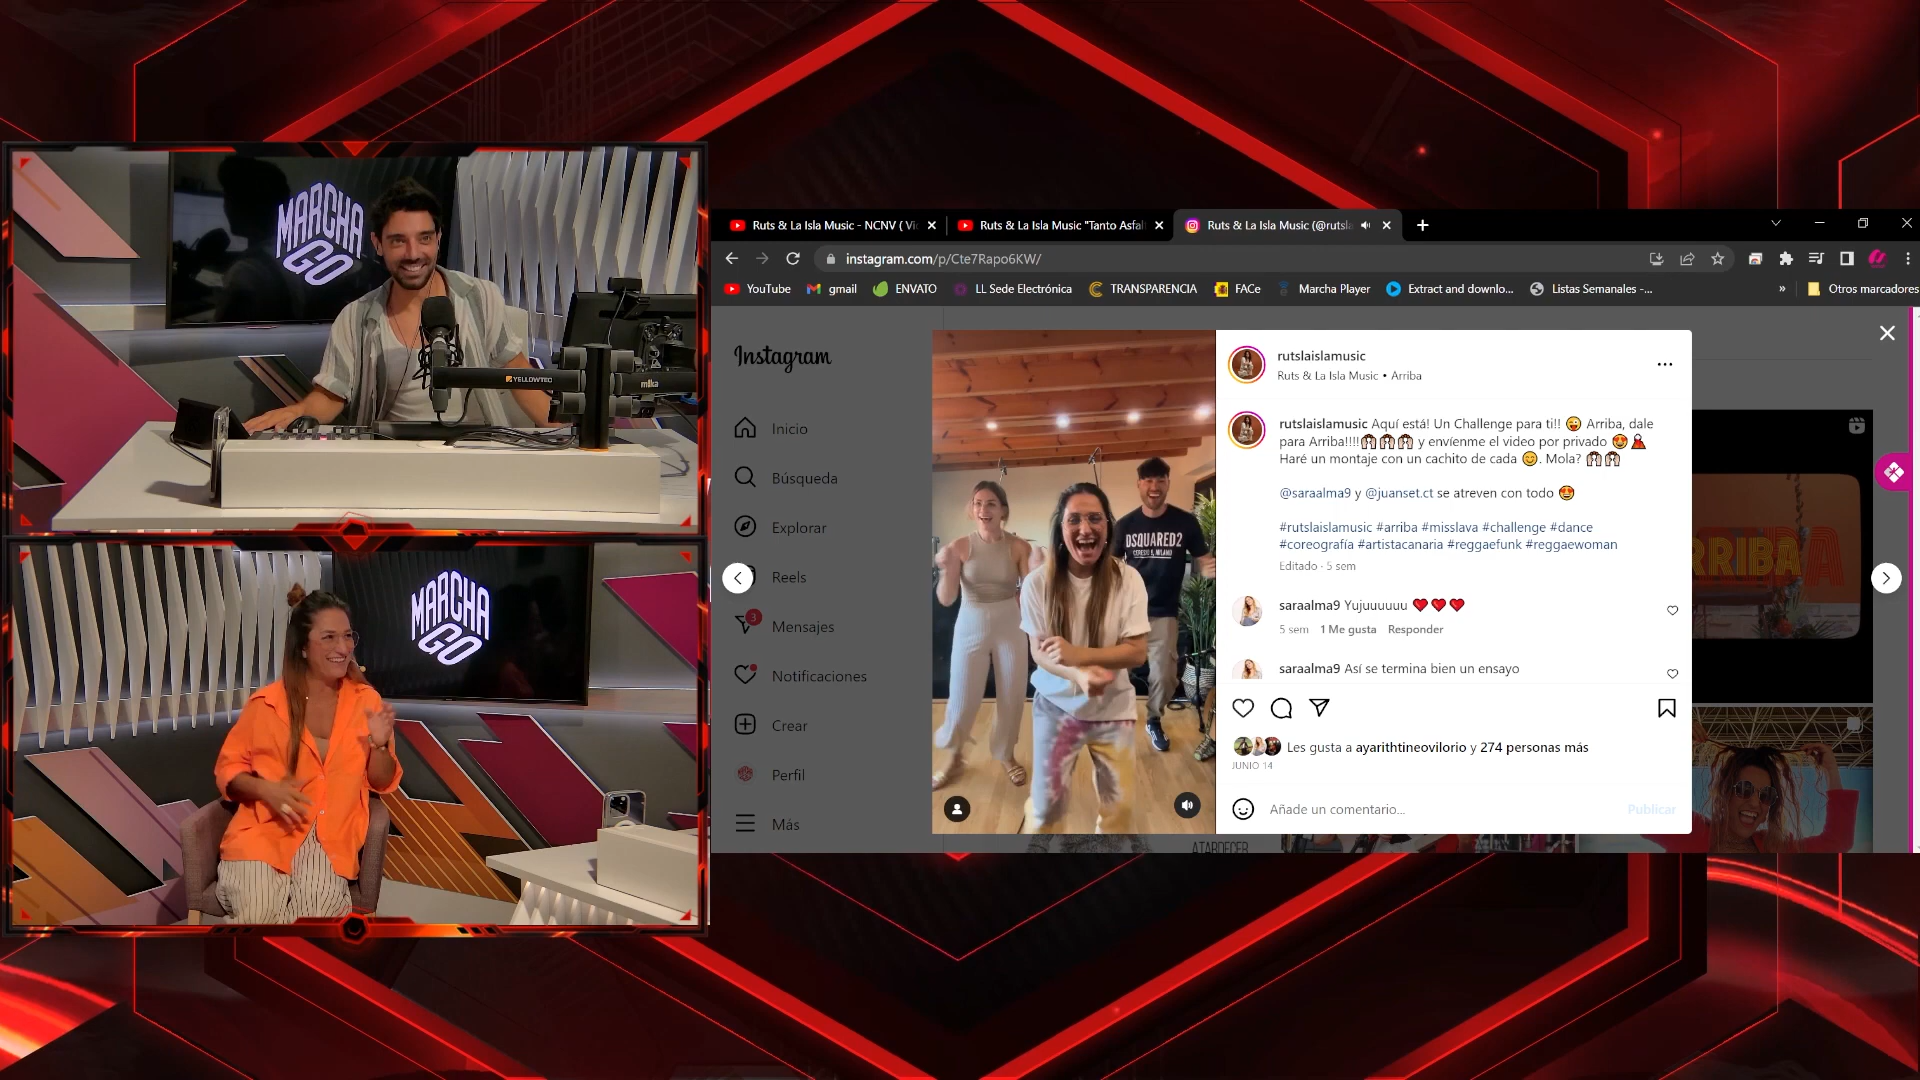 MARCHA
GO
YELLOWTEC
mika
MARCHA
GO
Ruts & La Isla Music - NCNV ( Vi
Ruts & La Isla Music "Tanto Asfal
Ruts & La Isla Music (@rutsla
instagram.com/p/Cte7Rapo6KW/
YouTube
gmail
ENVATO
LL Sede Electrónica
TRANSPARENCIA
FACe
Marcha Player
Extract and downlo...
Listas Semanales -...
»
Otros marcadores
Instagram
Inicio
Búsqueda
Explorar
Reels
3
Mensajes
Notificaciones
Crear
Perfil
Más
DSQUARED2
rutslaislamusic
Ruts & La Isla Music • Arriba
rutslaislamusic Aquí está! Un Challenge para ti!! 😜 Arriba, dale
para Arriba!!!! y envíenme el video por privado 😍
Haré un montaje con un cachito de cada 😊. Mola?
@saraalma9 y @juanset.ct se atreven con todo 😍
#rutslaislamusic #arriba #misslava #challenge #dance
#coreografía #artistacanaria #reggaefunk #reggaewoman
Editado · 5 sem
saraalma9 Yujuuuuuu ❤️❤️❤️
5 sem 1 Me gusta Responder
saraalma9 Así se termina bien un ensayo
Les gusta a ayarithtineovilorio y 274 personas más
JUNIO 14
Añade un comentario...
Publicar
RRIBA
ATARDECER